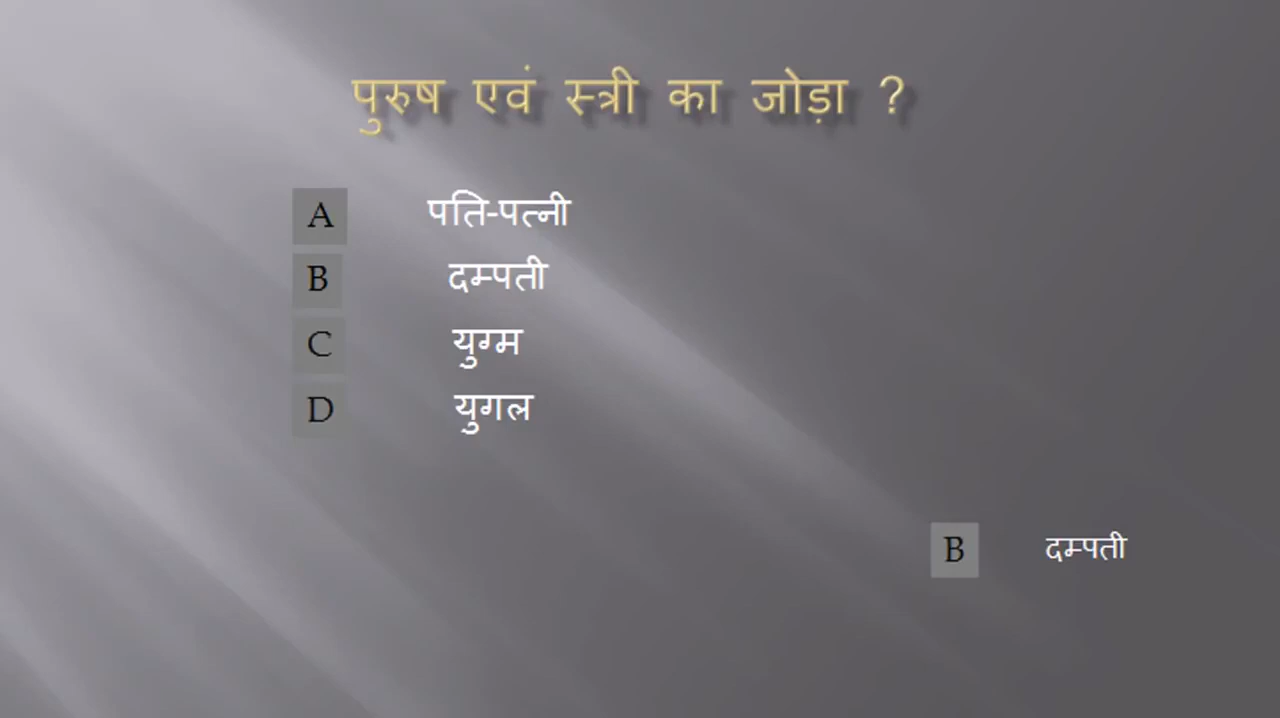 पुरुष एवं स्त्री का जोड़ा ?
A पति-पत्नी
B दम्पती
C युग्म
D युगल
B दम्पती